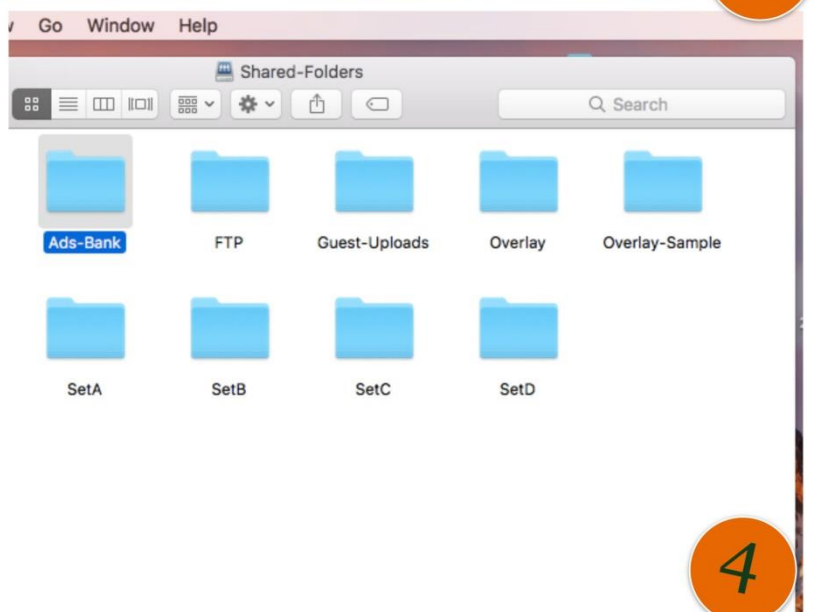 Go Window Help
Shared-Folders
Search
Ads-Bank FTP Guest-Uploads Overlay Overlay-Sample
SetA SetB SetC SetD
4